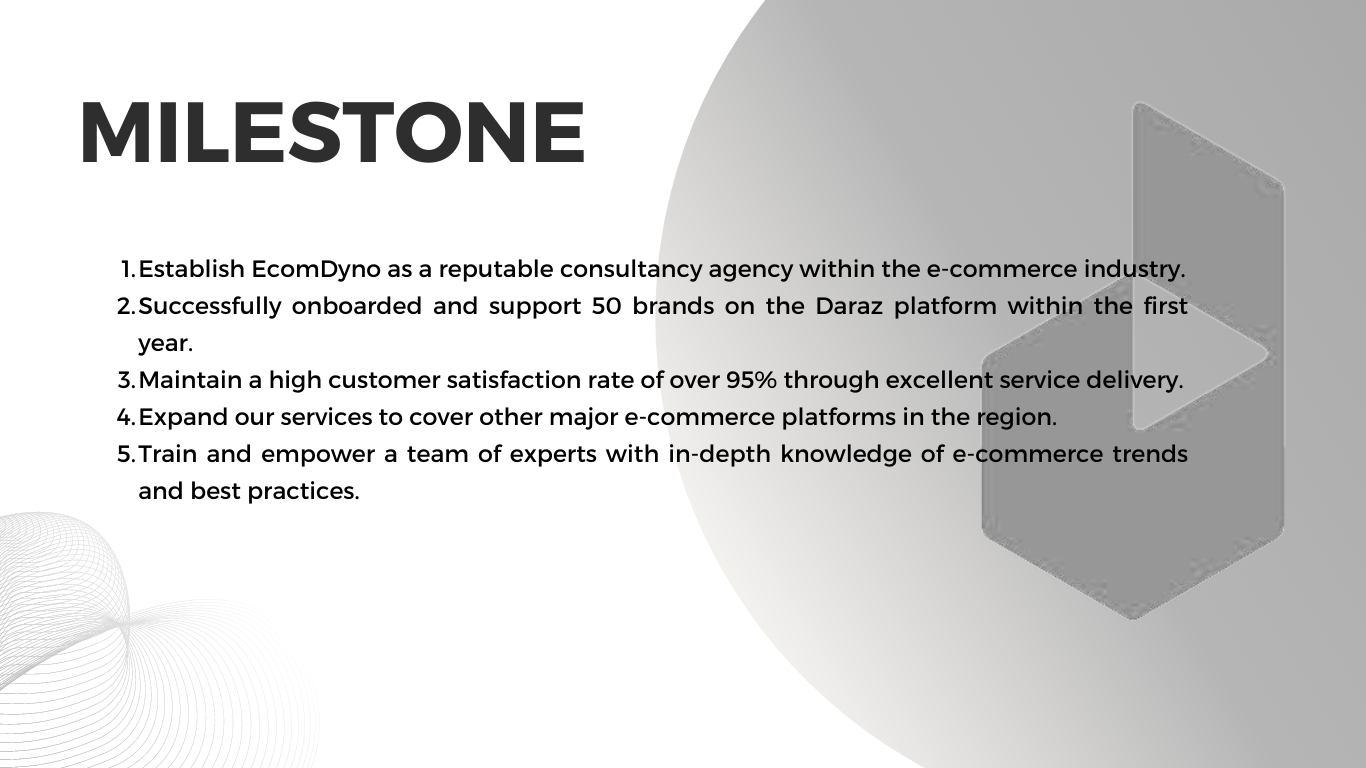 MILESTONE
1. Establish EcomDyno as a reputable consultancy agency within the e-commerce industry.
2. Successfully onboarded and support 50 brands on the Daraz platform within the first
year.
3. Maintain a high customer satisfaction rate of over 95% through excellent service delivery.
4. Expand our services to cover other major e-commerce platforms in the region.
5. Train and empower a team of experts with in-depth knowledge of e-commerce trends
and best practices.